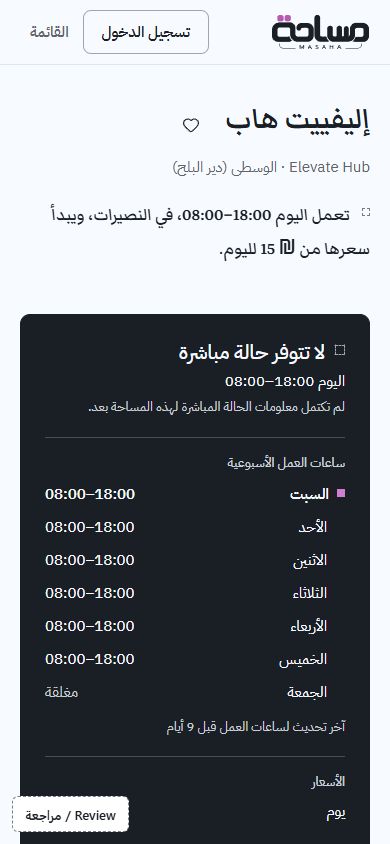 مساحة
MASAHA
تسجيل الدخول
القائمة
إليفييت هاب
Elevate Hub · الوسطى (دير البلح)
تعمل اليوم 08:00–18:00، في النصيرات، ويبدأ
سعرها من ₪ 15 لليوم.
لا تتوفر حالة مباشرة
اليوم 08:00–18:00
لم تكتمل معلومات الحالة المباشرة لهذه المساحة بعد.
ساعات العمل الأسبوعية
السبت 08:00–18:00
الأحد 08:00–18:00
الاثنين 08:00–18:00
الثلاثاء 08:00–18:00
الأربعاء 08:00–18:00
الخميس 08:00–18:00
الجمعة مغلقة
آخر تحديث لساعات العمل قبل 9 أيام
الأسعار
يوم
Review / مراجعة